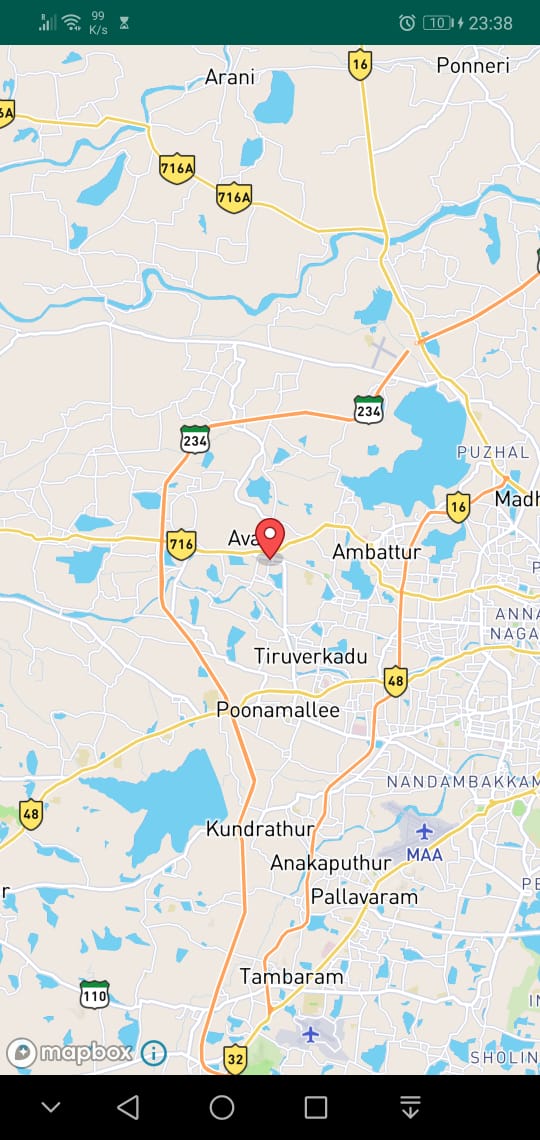 R
99
K/s
10
23:38
16
Ponneri
Arani
6A
716A
716A
234
234
PUZHAL
16
Madh
716
Ava
Ambattur
ANNA
NAGA
Tiruverkadu
48
Poonamallee
NANDAMBAKKAM
48
Kundrathur
MAA
Anakaputhur
PE
r
Pallavaram
Tambaram
110
IN
mapbox i
32
SHOLIN